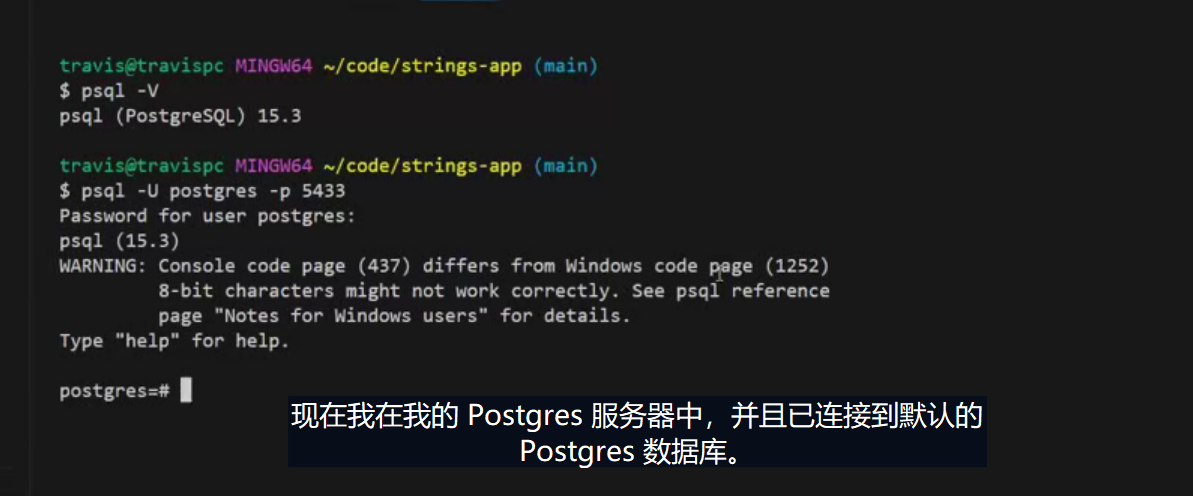 travis@travispc MINGW64 ~/code/strings-app (main)
$ psql -V
psql (PostgreSQL) 15.3
travis@travispc MINGW64 ~/code/strings-app (main)
$ psql -U postgres -p 5433
Password for user postgres:
psql (15.3)
WARNING: Console code page (437) differs from Windows code page (1252)
8-bit characters might not work correctly. See psql reference
page "Notes for Windows users" for details.
Type "help" for help.
postgres=#
现在我在我的 Postgres 服务器中，并且已连接到默认的
Postgres 数据库。